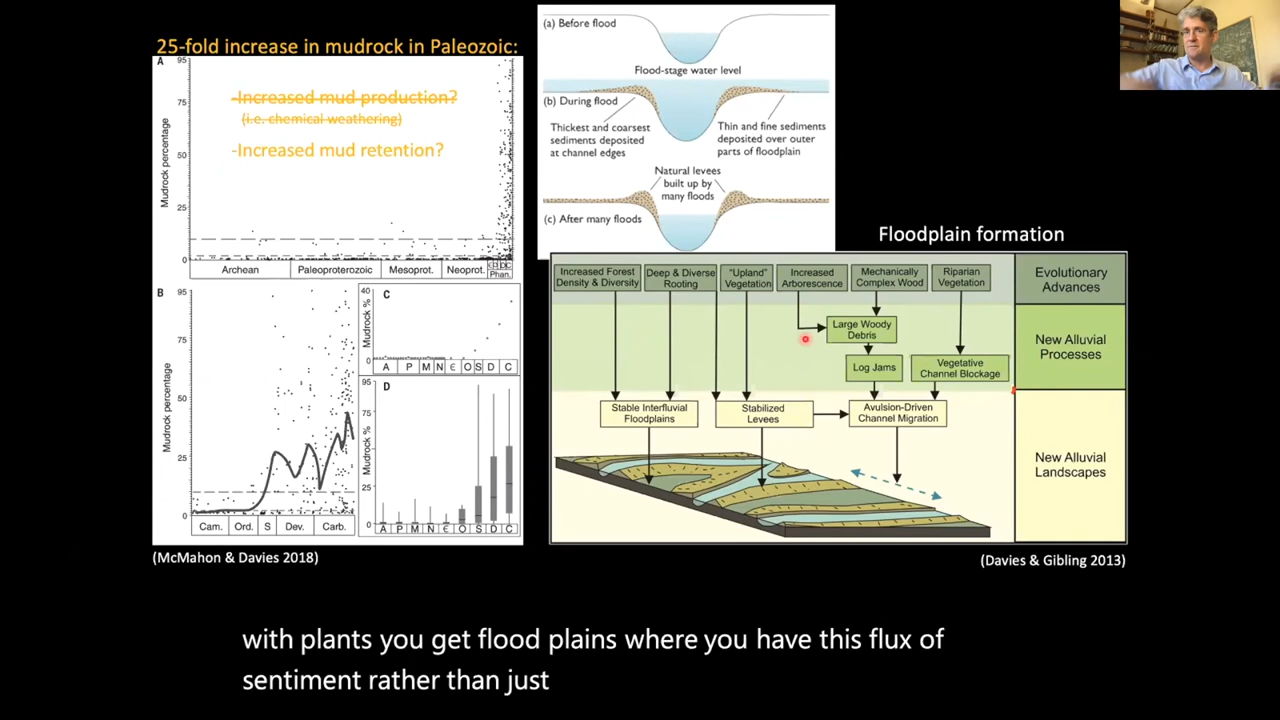 25-fold increase in mudrock in Paleozoic:
A
95
75
50
25
0
Mudrock percentage
-Increased mud production?
(i.e. chemical weathering)
-Increased mud retention?
Archean
Paleoproterozoic
Mesoprot.
Neoprot.
Phan.
B
95
75
50
25
0
Mudrock percentage
Cam.
Ord.
S
Dev.
Carb.
C
40
0
Mudrock %
A P M N Є O S D C
D
95
75
50
25
0
Mudrock %
A P M N Є O S D C
(McMahon & Davies 2018)
(a) Before flood
Flood-stage water level
(b) During flood
Thickest and coarsest
sediments deposited
at channel edges
Thin and fine sediments
deposited over outer
parts of floodplain
Natural levees
built up by
many floods
(c) After many floods
Floodplain formation
Increased Forest
Density & Diversity
Deep & Diverse
Rooting
"Upland"
Vegetation
Increased
Arborescence
Mechanically
Complex Wood
Riparian
Vegetation
Evolutionary
Advances
Large Woody
Debris
Log Jams
Vegetative
Channel Blockage
New Alluvial
Processes
Stable Interfluvial
Floodplains
Stabilized
Levees
Avulsion-Driven
Channel Migration
New Alluvial
Landscapes
(Davies & Gibling 2013)
with plants you get flood plains where you have this flux of
sentiment rather than just